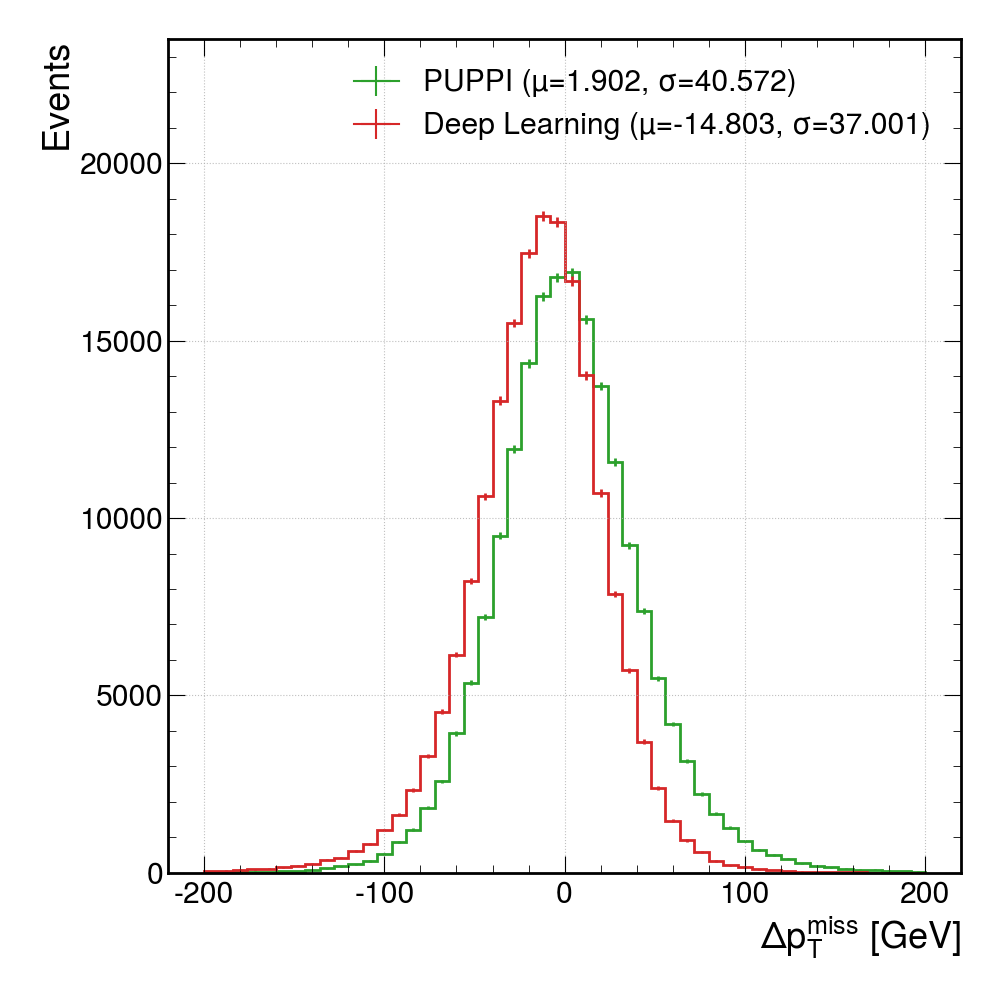 Events
PUPPI (μ=1.902, σ=40.572)
Deep Learning (μ=-14.803, σ=37.001)
20000
15000
10000
5000
0
-200 -100 0 100 200
Δp_T^miss [GeV]